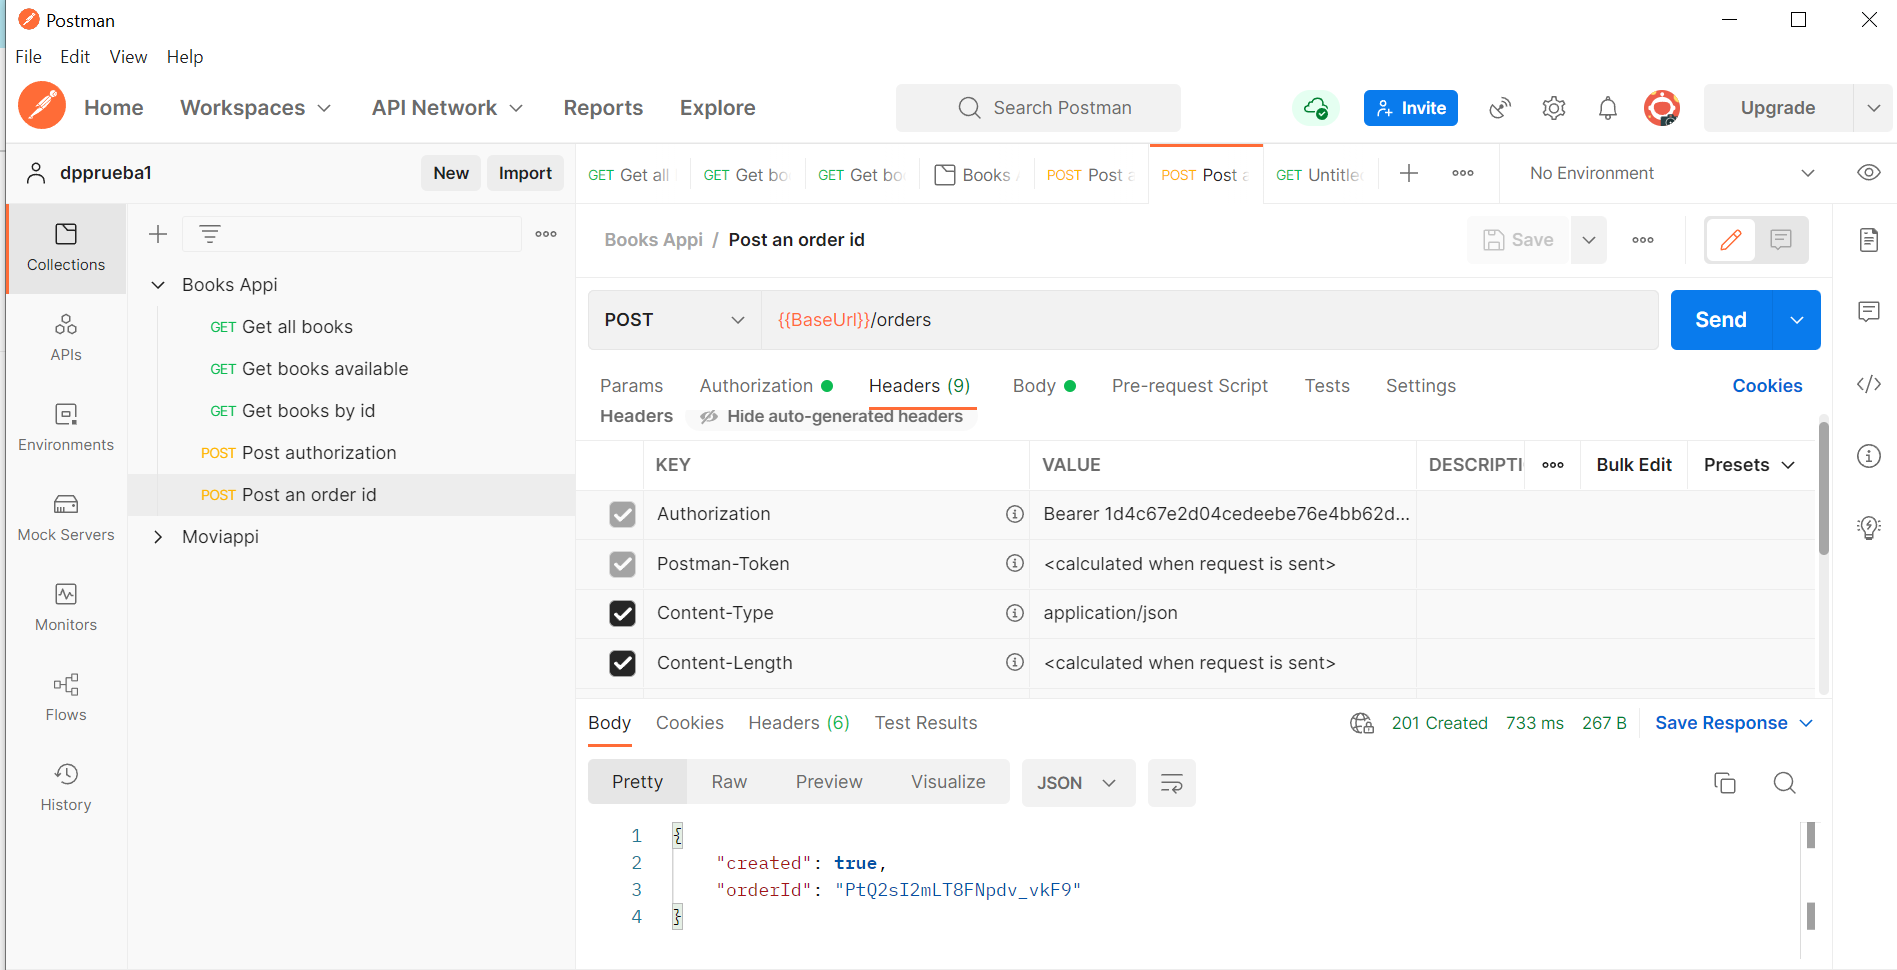 Postman
File Edit View Help
Home Workspaces API Network Reports Explore Search Postman Invite Upgrade
dpprueba1 New Import
GET Get all GET Get bo GET Get bo Books POST Post a POST Post a GET Untitle No Environment
Collections
APIs
Environments
Mock Servers
Monitors
Flows
History
Books Appi
GET Get all books
GET Get books available
GET Get books by id
POST Post authorization
POST Post an order id
Moviappi
Books Appi / Post an order id Save
POST {{BaseUrl}}/orders Send
Params Authorization Headers (9) Body Pre-request Script Tests Settings Cookies
Headers Hide auto-generated headers
KEY VALUE DESCRIPTI Bulk Edit Presets
Authorization Bearer 1d4c67e2d04cedeebe76e4bb62d...
Postman-Token <calculated when request is sent>
Content-Type application/json
Content-Length <calculated when request is sent>
Body Cookies Headers (6) Test Results 201 Created 733 ms 267 B Save Response
Pretty Raw Preview Visualize JSON
1 {
2 "created": true,
3 "orderId": "PtQ2sI2mLT8FNpdv_vkF9"
4 }